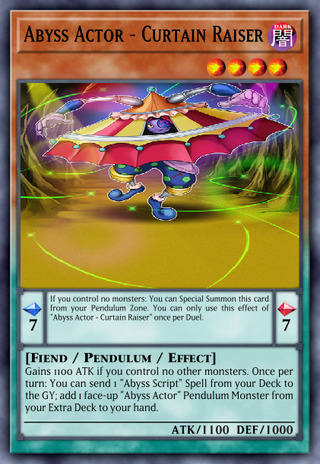 Abyss Actor - Curtain Raiser
DARK
闇
If you control no monsters: You can Special Summon this card
from your Pendulum Zone. You can only use this effect of
"Abyss Actor - Curtain Raiser" once per Duel.
7
7
[Fiend / Pendulum / Effect]
Gains 1100 ATK if you control no other monsters. Once per
turn: You can send 1 "Abyss Script" Spell from your Deck to
the GY; add 1 face-up "Abyss Actor" Pendulum Monster from
your Extra Deck to your hand.
ATK/1100 DEF/1000